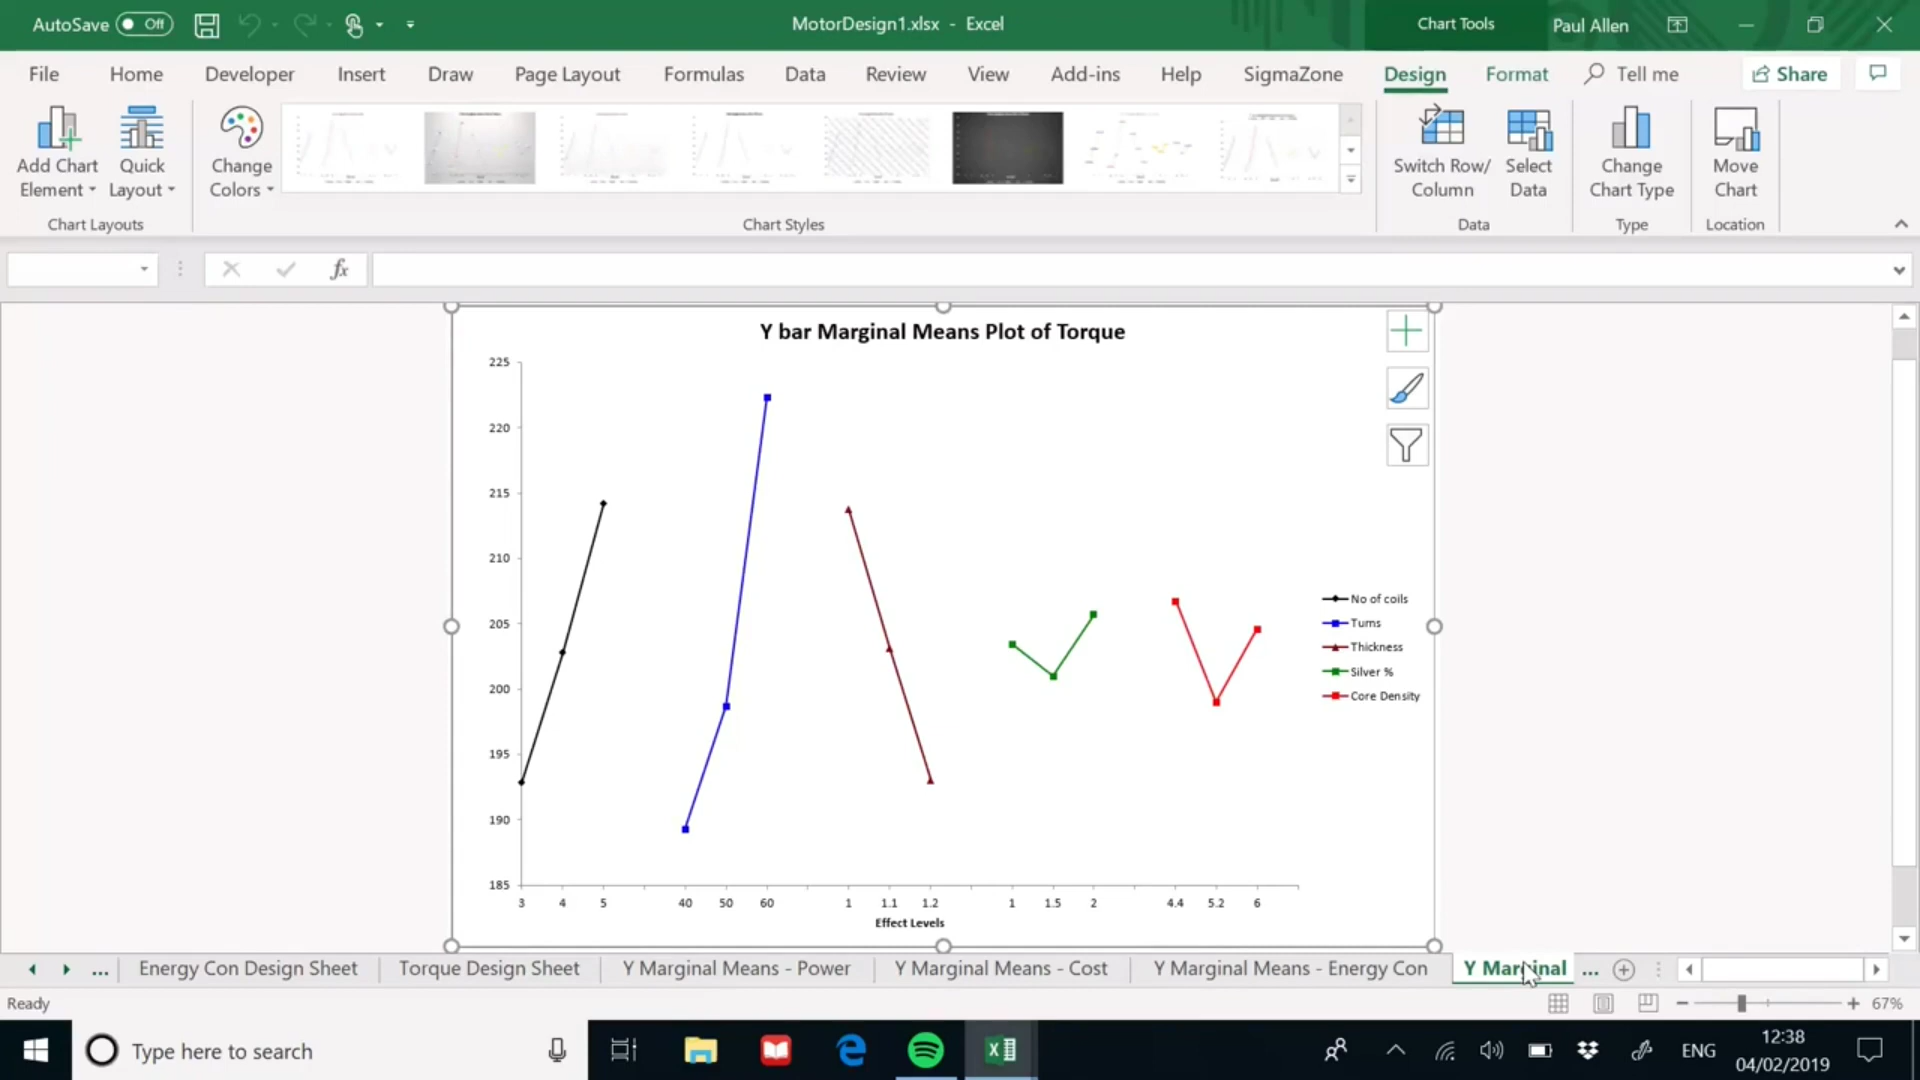 AutoSave Off
MotorDesign1.xlsx - Excel
Chart Tools
Paul Allen
File Home Developer Insert Draw Page Layout Formulas Data Review View Add-ins Help SigmaZone Design Format Tell me Share
Add Chart Element
Quick Layout
Change Colors
Switch Row/ Column
Select Data
Change Chart Type
Move Chart
Chart Layouts
Chart Styles
Data
Type
Location
fx
Y bar Marginal Means Plot of Torque
225
220
215
210
205
200
195
190
185
3 4 5 40 50 60 1 1.1 1.2 1 1.5 2 4.4 5.2 6
Effect Levels
No of coils
Turns
Thickness
Silver %
Core Density
... Energy Con Design Sheet Torque Design Sheet Y Marginal Means - Power Y Marginal Means - Cost Y Marginal Means - Energy Con Y Marginal ...
Ready
67%
Type here to search
ENG
12:38
04/02/2019